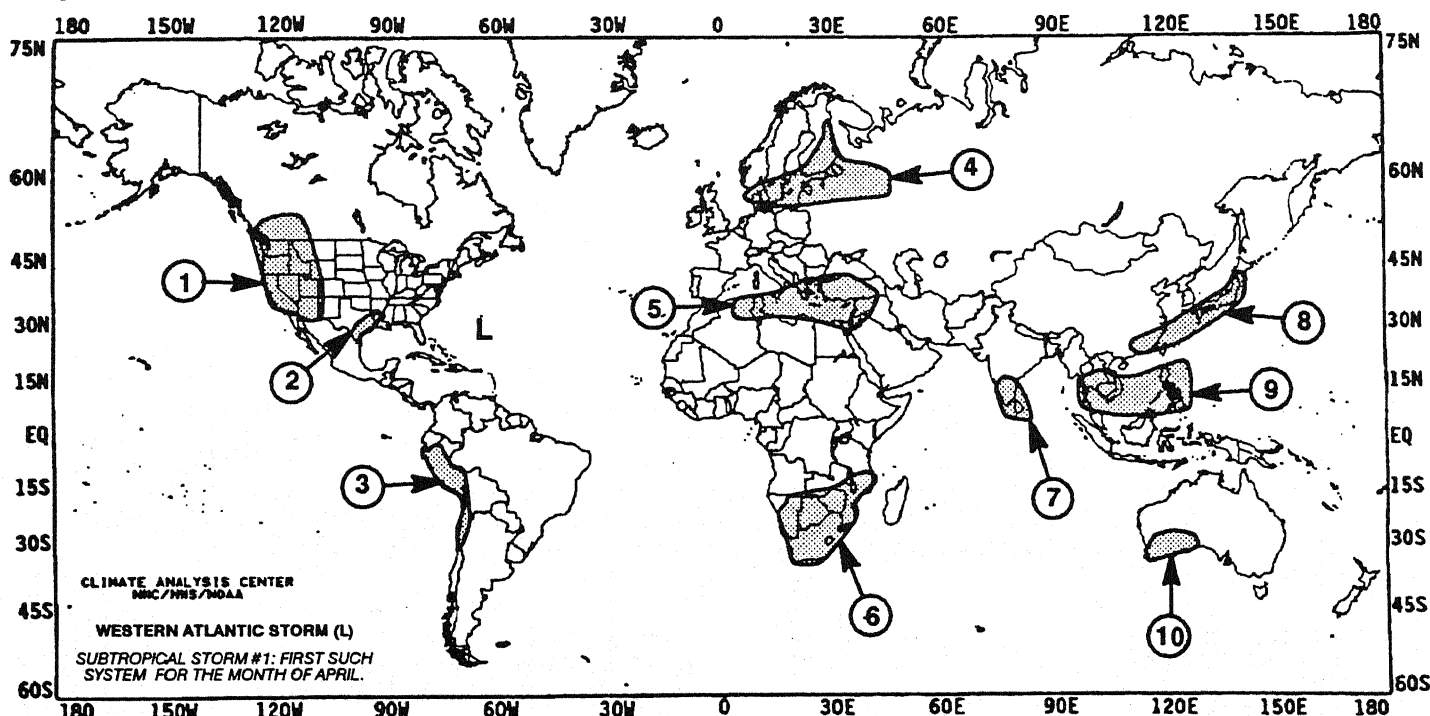 180 150W 120W 90W 60W 30W 0 30E 60E 90E 120E 150E 180
75N 75N
60N 60N
4
45N 45N
1
5
30N L 30N
8
2
15N 9 15N
EQ EQ
3
15S 7 15S
30S 30S
CLIMATE ANALYSIS CENTER
NMC/NWS/NOAA
45S 6 45S
10
WESTERN ATLANTIC STORM (L)
SUBTROPICAL STORM #1: FIRST SUCH
SYSTEM FOR THE MONTH OF APRIL.
60S 60S
180 150W 120W 90W 60W 30W 0 30E 60E 90E 120E 150E 180